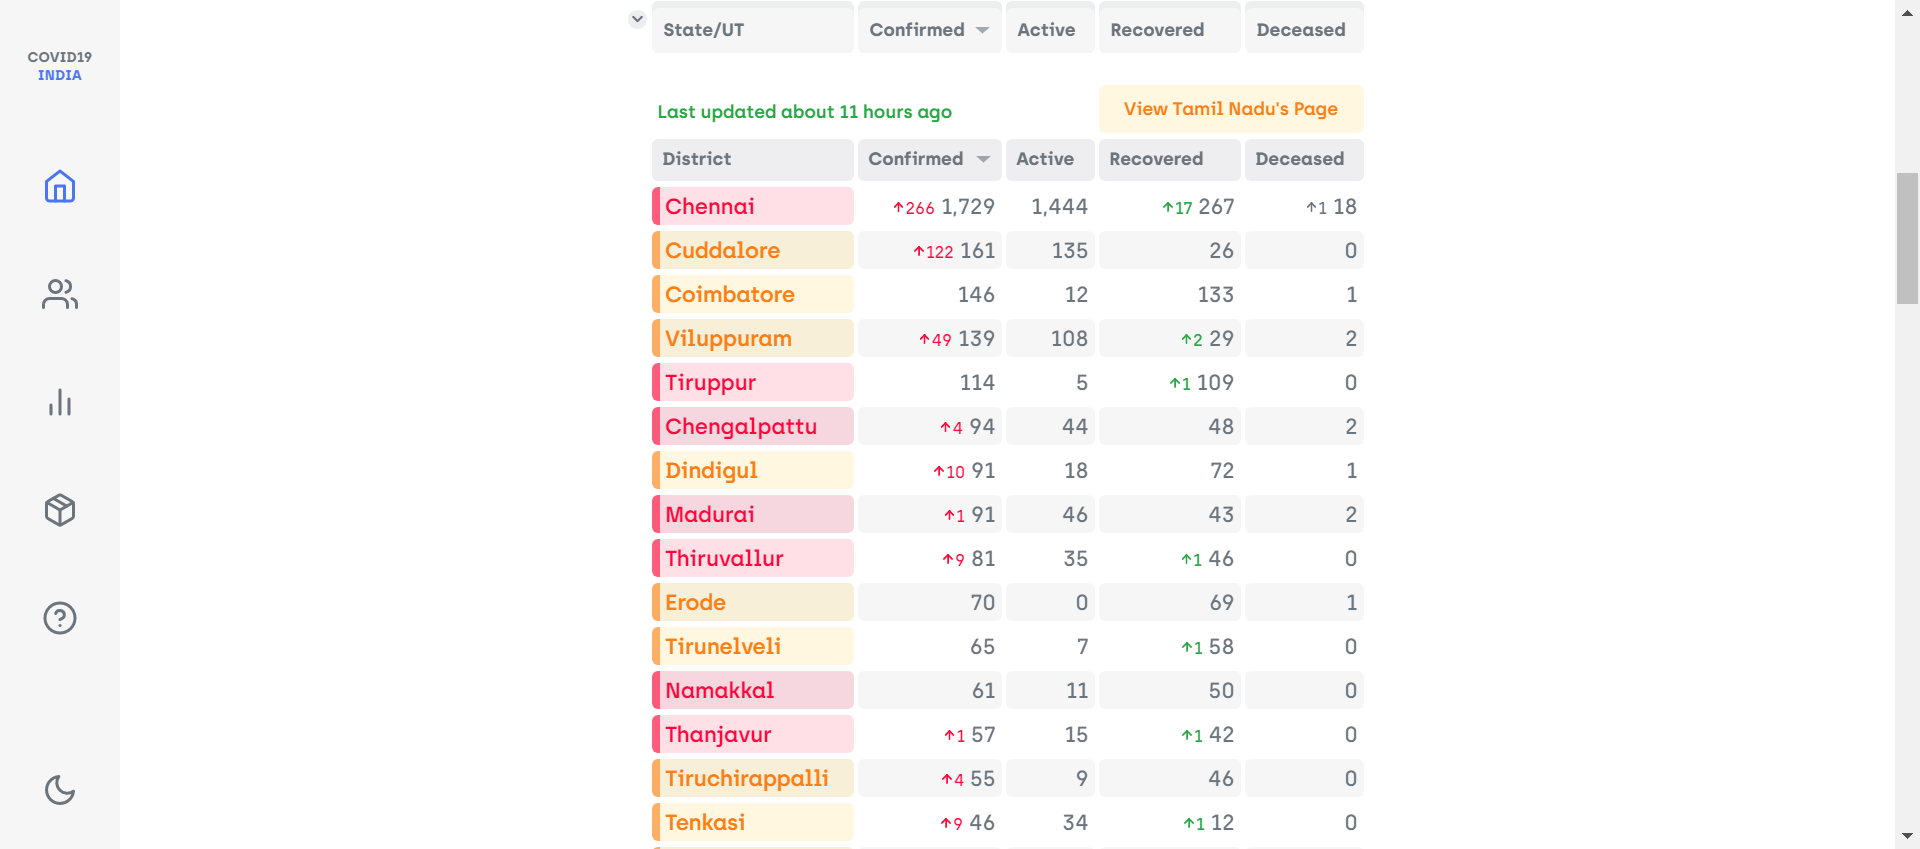 COVID19
INDIA
State/UT Confirmed Active Recovered Deceased
Last updated about 11 hours ago View Tamil Nadu's Page
District Confirmed Active Recovered Deceased
Chennai ↑266 1,729 1,444 ↑17 267 ↑1 18
Cuddalore ↑122 161 135 26 0
Coimbatore 146 12 133 1
Viluppuram ↑49 139 108 ↑2 29 2
Tiruppur 114 5 ↑1 109 0
Chengalpattu ↑4 94 44 48 2
Dindigul ↑10 91 18 72 1
Madurai ↑1 91 46 43 2
Thiruvallur ↑9 81 35 ↑1 46 0
Erode 70 0 69 1
Tirunelveli 65 7 ↑1 58 0
Namakkal 61 11 50 0
Thanjavur ↑1 57 15 ↑1 42 0
Tiruchirappalli ↑4 55 9 46 0
Tenkasi ↑9 46 34 ↑1 12 0